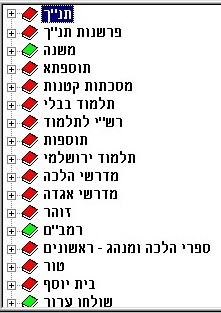 תנ"ך
פרשנות תנ"ך
משנה
תוספתא
מסכתות קטנות
תלמוד בבלי
רש"י לתלמוד
תוספות
תלמוד ירושלמי
מדרשי הלכה
מדרשי אגדה
זוהר
רמב"ם
ספרי הלכה ומנהג - ראשונים
טור
בית יוסף
שולחן ערוך